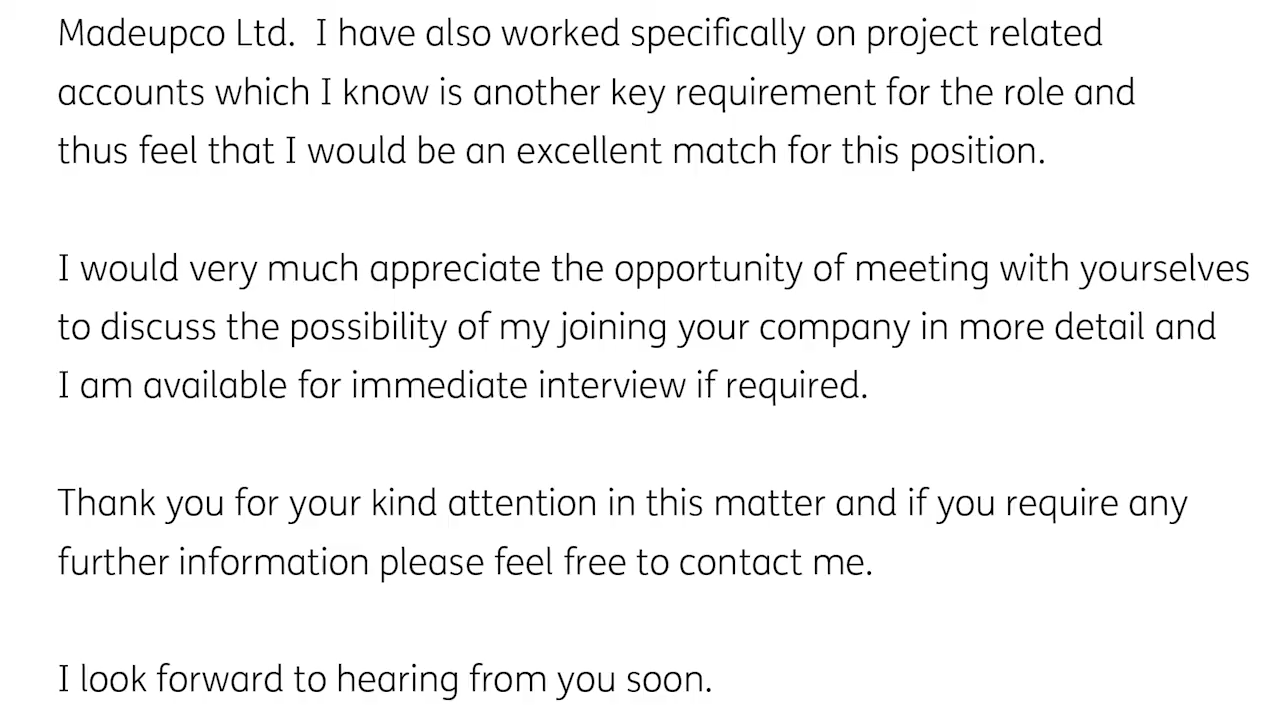 Madeupco Ltd.  I have also worked specifically on project related
accounts which I know is another key requirement for the role and
thus feel that I would be an excellent match for this position.
I would very much appreciate the opportunity of meeting with yourselves
to discuss the possibility of my joining your company in more detail and
I am available for immediate interview if required.
Thank you for your kind attention in this matter and if you require any
further information please feel free to contact me.
I look forward to hearing from you soon.